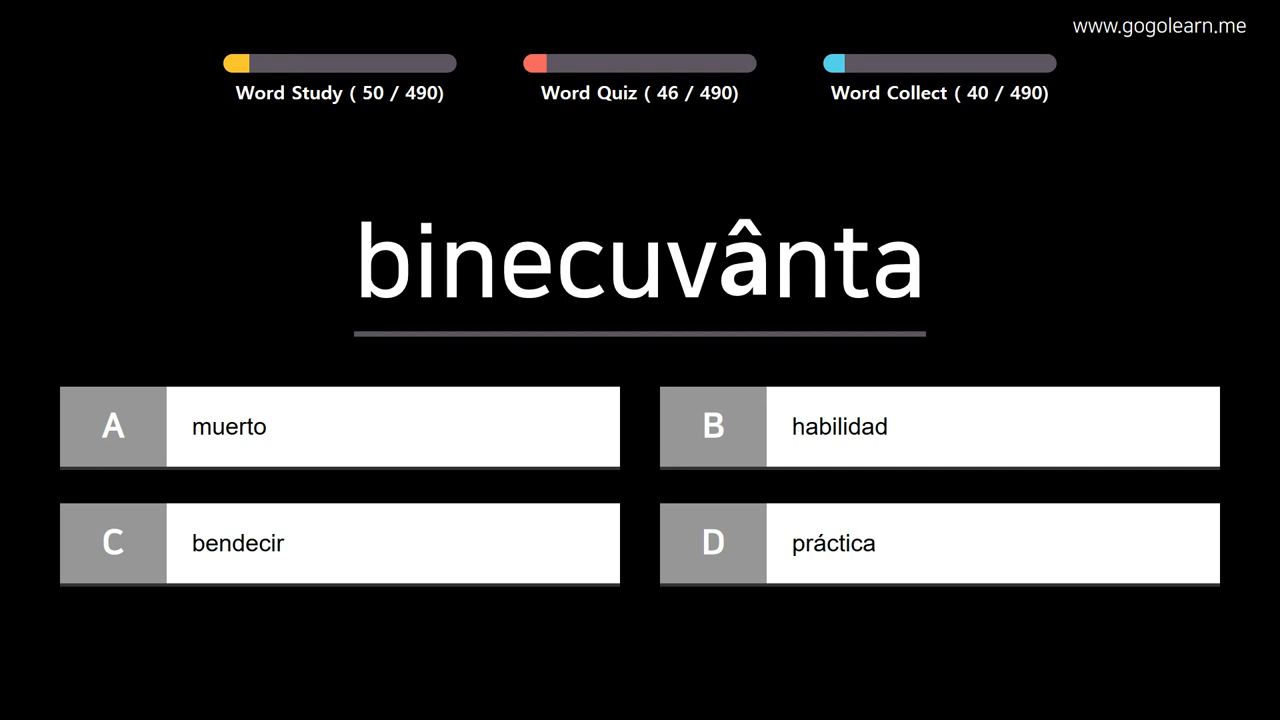 www.gogolearn.me
Word Study ( 50 / 490)
Word Quiz ( 46 / 490)
Word Collect ( 40 / 490)
binecuvânta
A muerto
B habilidad
C bendecir
D práctica